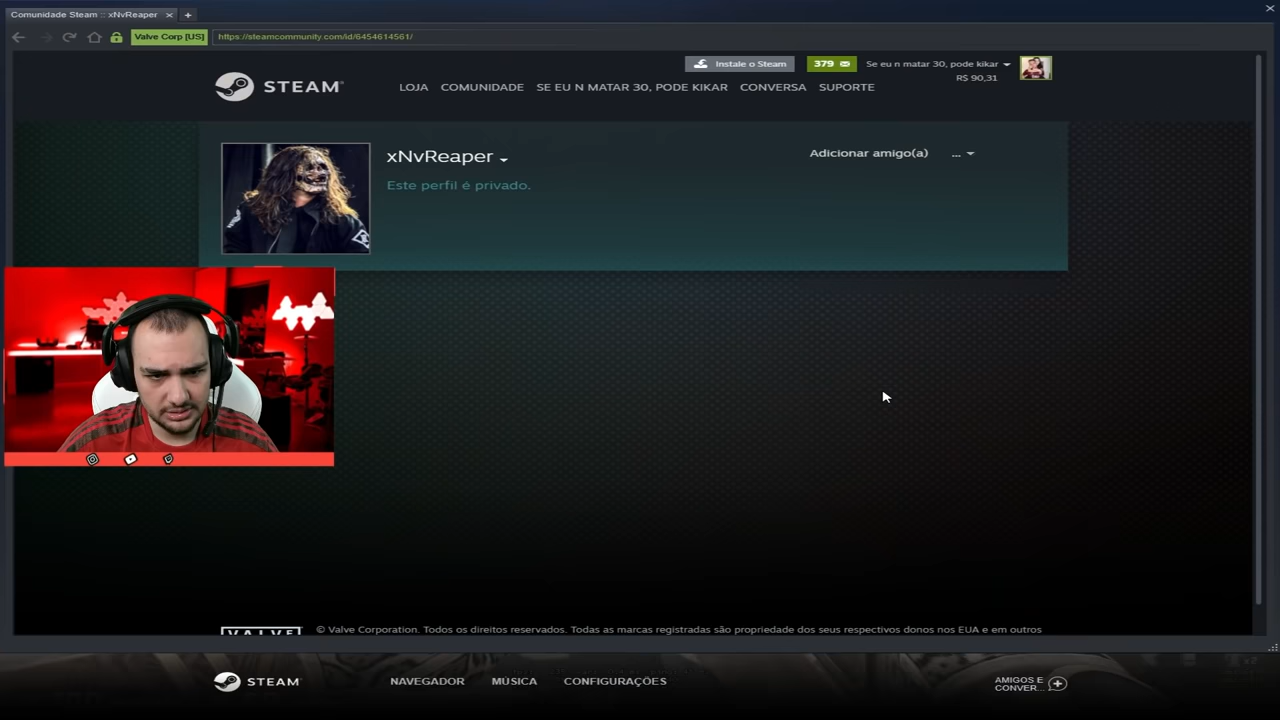 Comunidade Steam :: xNvReaper × +
Valve Corp [US] https://steamcommunity.com/id/6454614561/
Instale o Steam 379 Se eu n matar 30, pode kikar
R$ 90,31
STEAM® LOJA COMUNIDADE SE EU N MATAR 30, PODE KIKAR CONVERSA SUPORTE
xNvReaper Adicionar amigo(a) ...
Este perfil é privado.
VALVE © Valve Corporation. Todos os direitos reservados. Todas as marcas registradas são propriedade dos seus respectivos donos nos EUA e em outros
x2
STEAM NAVEGADOR MÚSICA CONFIGURAÇÕES AMIGOS E
CONVER...